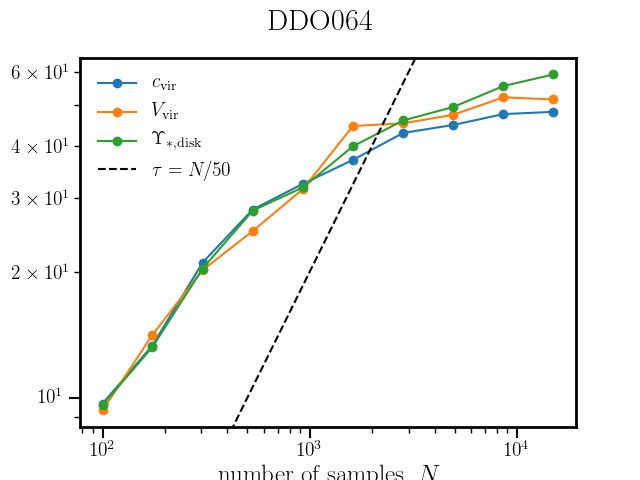 DDO064
6 × 10¹
4 × 10¹
3 × 10¹
2 × 10¹
10¹
c_vir
V_vir
Υ_*,disk
τ = N/50
10² 10³ 10⁴
number of samples, N